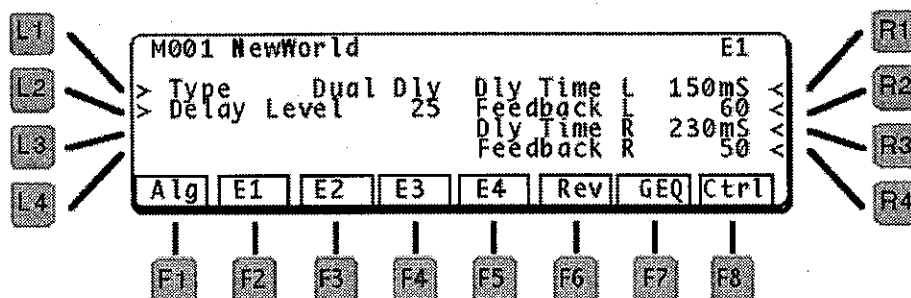 L1
L2
L3
L4
M001 NewWorld E1
> Type Dual Dly Dly Time L 150mS <
> Delay Level 25 Feedback L 60 <
Dly Time R 230mS <
Feedback R 50 <
Alg E1 E2 E3 E4 Rev GEQ Ctrl
R1
R2
R3
R4
F1 F2 F3 F4 F5 F6 F7 F8